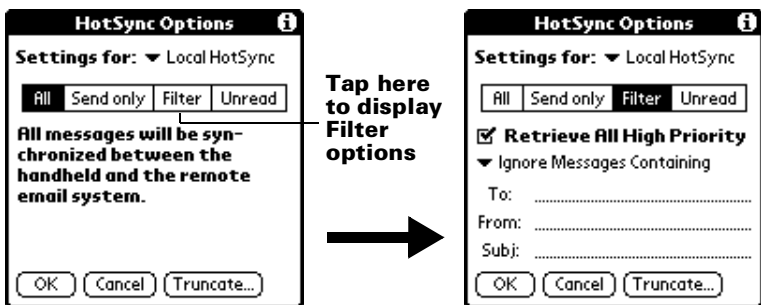 HotSync Options
Settings for: Local HotSync
All Send only Filter Unread
All messages will be syn-
chronized between the
handheld and the remote
email system.
OK Cancel Truncate...
Tap here
to display
Filter
options
HotSync Options
Settings for: Local HotSync
All Send only Filter Unread
Retrieve All High Priority
Ignore Messages Containing
To:
From:
Subj:
OK Cancel Truncate...